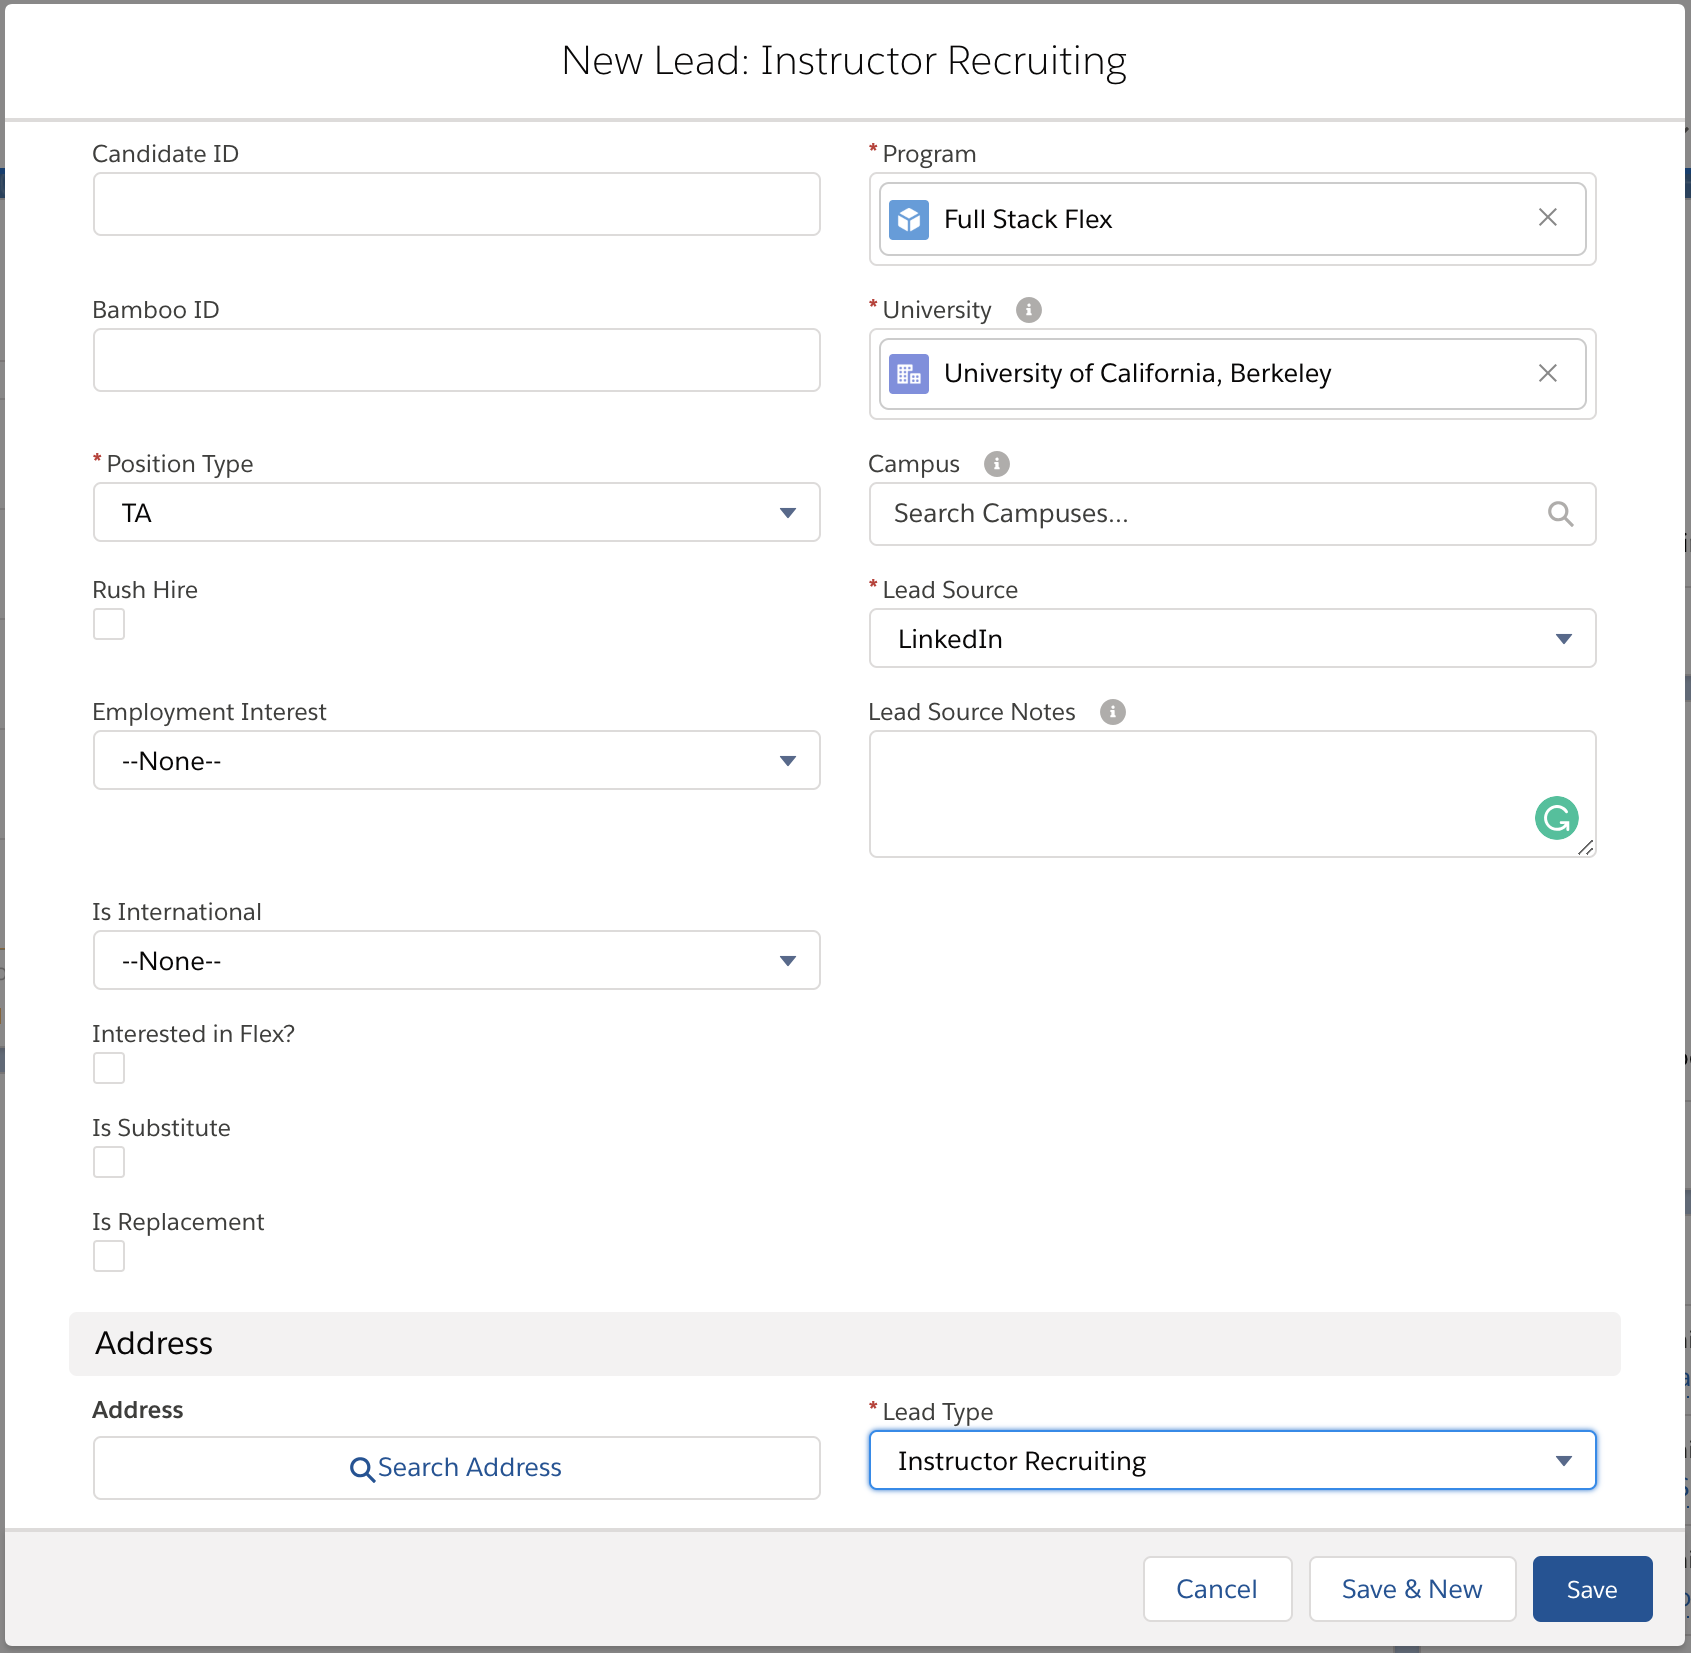 New Lead: Instructor Recruiting
Candidate ID
* Program
Full Stack Flex
Bamboo ID
* University
University of California, Berkeley
* Position Type
TA
Campus
Search Campuses...
Rush Hire
* Lead Source
LinkedIn
Employment Interest
--None--
Lead Source Notes
Is International
--None--
Interested in Flex?
Is Substitute
Is Replacement
Address
Address
Search Address
* Lead Type
Instructor Recruiting
Cancel
Save & New
Save